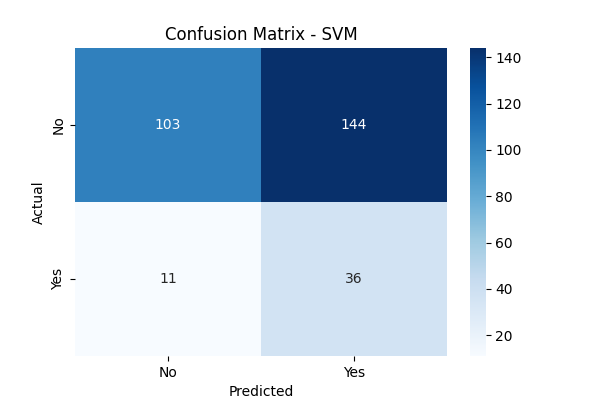 Confusion Matrix - SVM
No
103
144
Actual
Yes
11
36
No
Yes
Predicted
140
120
100
80
60
40
20